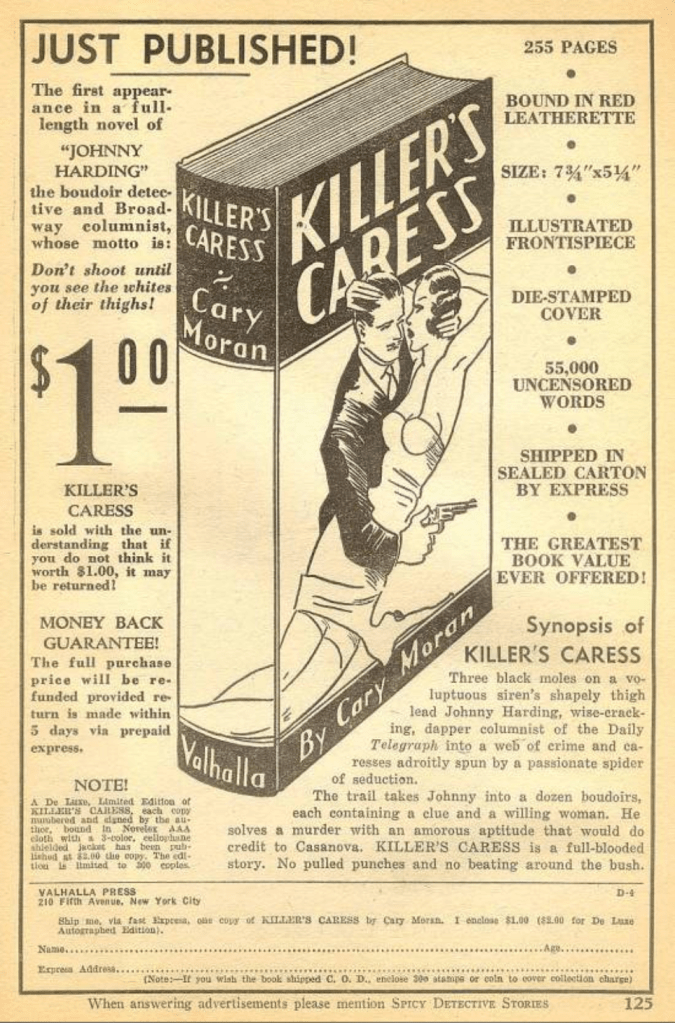 JUST PUBLISHED!
The first appear-
ance in a full-
length novel of
"JOHNNY
HARDING"
the boudoir detec-
tive and Broad-
way columnist,
whose motto is:
Don't shoot until
you see the whites
of their thighs!
$1.00
KILLER'S
CARESS
is sold with the un-
derstanding that if
you do not think it
worth $1.00, it may
be returned!
MONEY BACK
GUARANTEE!
The full purchase
price will be re-
funded provided re-
turn is made within
5 days via prepaid
express.
NOTE!
A De Luxe, Limited Edition of
KILLER'S CARESS, each copy
numbered and signed by the au-
thor, bound in Novelex AAA
cloth with a 3-color, cellophane
shielded jacket has been pub-
lished at $2.00 the copy. The edi-
tion is limited to 300 copies.
KILLER'S
CARESS
Cary
Moran
Valhalla
KILLER'S
CARESS
By Cary Moran
255 PAGES
BOUND IN RED
LEATHERETTE
SIZE: 7¾"x5¼"
ILLUSTRATED
FRONTISPIECE
DIE-STAMPED
COVER
55,000
UNCENSORED
WORDS
SHIPPED IN
SEALED CARTON
BY EXPRESS
THE GREATEST
BOOK VALUE
EVER OFFERED!
Synopsis of
KILLER'S CARESS
Three black moles on a vo-
luptuous siren's shapely thigh
lead Johnny Harding, wise-crack-
ing, dapper columnist of the Daily
Telegraph into a web of crime and ca-
resses adroitly spun by a passionate spider
of seduction.
The trail takes Johnny into a dozen boudoirs,
each containing a clue and a willing woman. He
solves a murder with an amorous aptitude that would do
credit to Casanova. KILLER'S CARESS is a full-blooded
story. No pulled punches and no beating around the bush.
VALHALLA PRESS D-4
210 Fifth Avenue, New York City
Ship me, via fast Express, one copy of KILLER'S CARESS by Cary Moran. I enclose $1.00 ($2.00 for De Luxe
Autographed Edition).
Name.................... Age..........
Express Address....................
(Note:—If you wish the book shipped C. O. D., enclose 30c stamps or coin to cover collection charge)
When answering advertisements please mention SPICY DETECTIVE STORIES 125